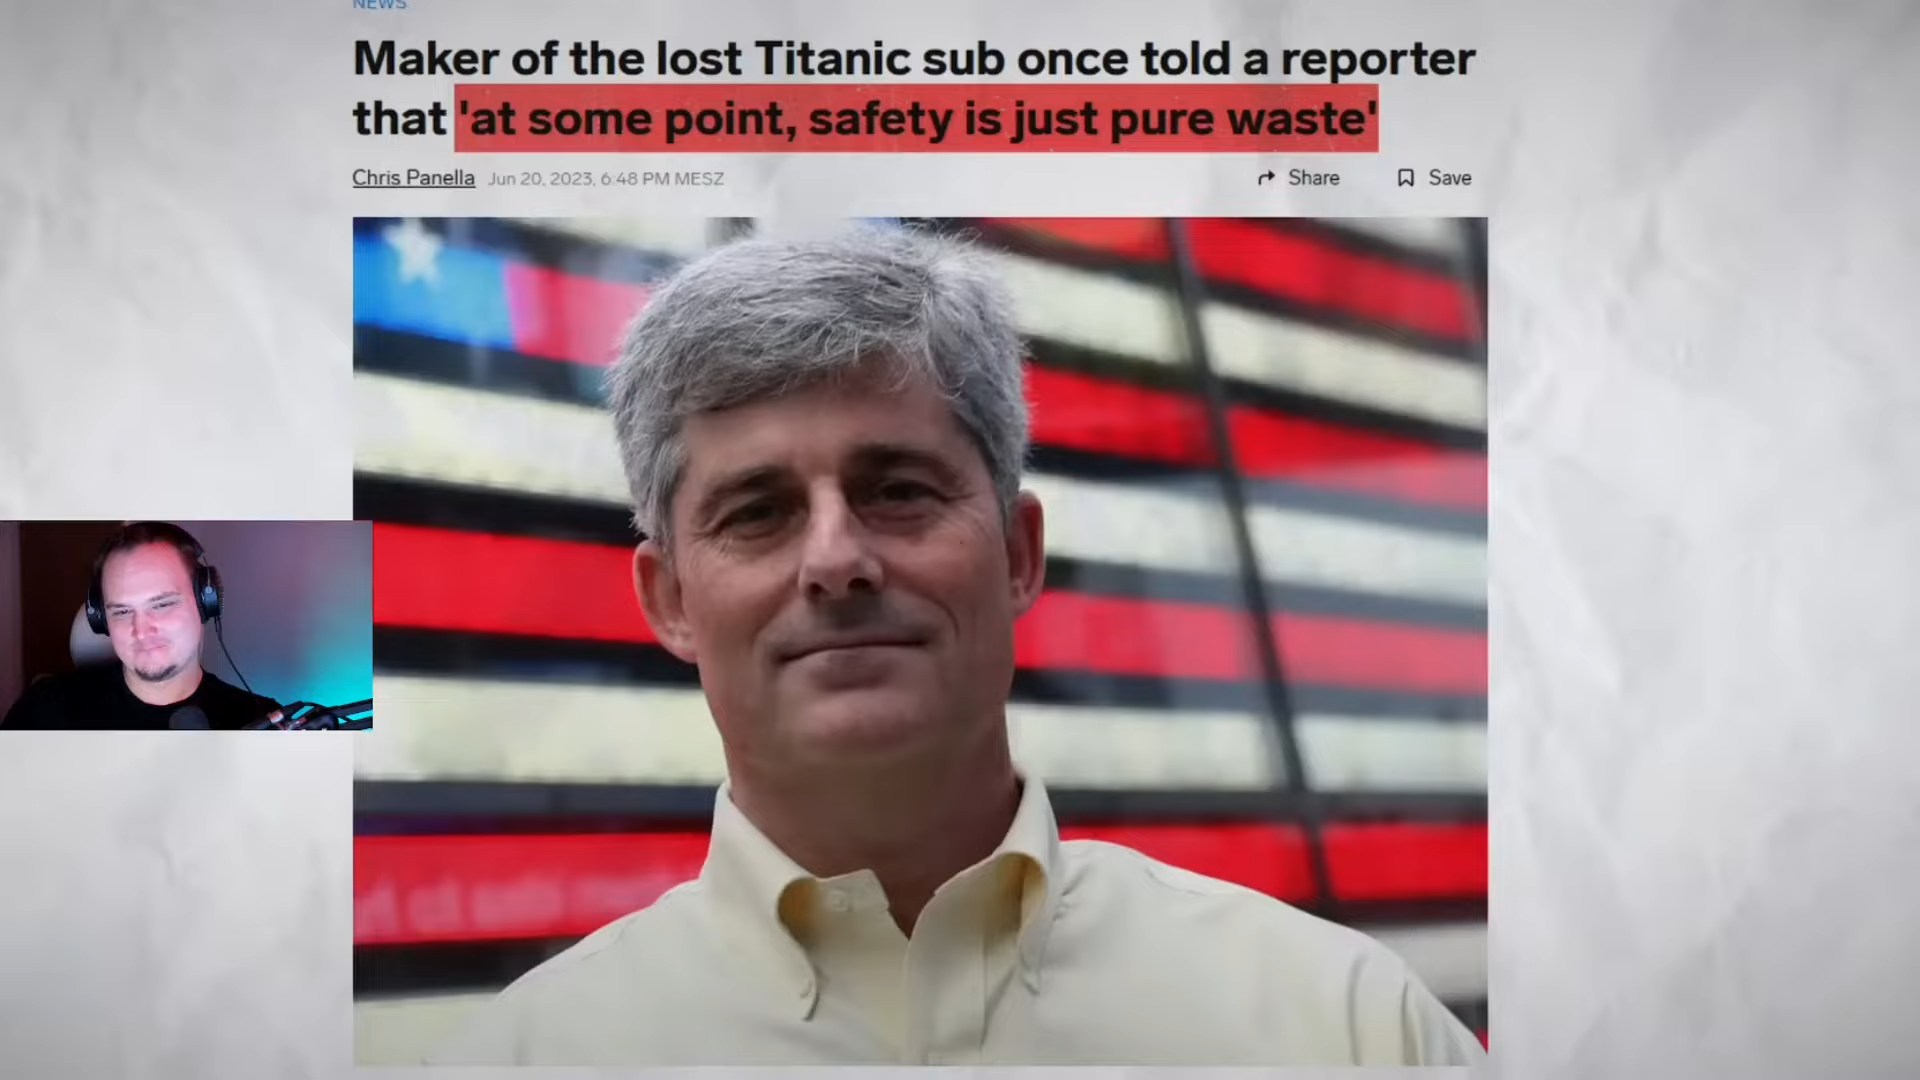 NEWS
Maker of the lost Titanic sub once told a reporter
that 'at some point, safety is just pure waste'
Chris Panella Jun 20, 2023, 6:48 PM MESZ
Share
Save